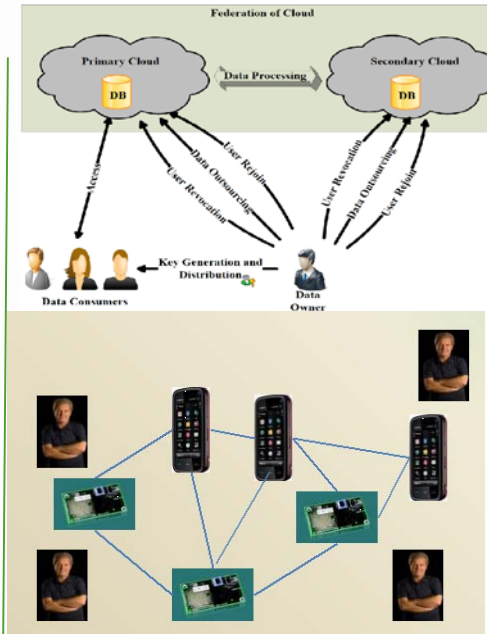 Federation of Cloud
Primary Cloud
Secondary Cloud
Data Processing
DB
DB
Access
User Revocation
Data Outsourcing
User Rejoin
User Revocation
Data Outsourcing
User Rejoin
Key Generation and
Distribution
Data Consumers
Data
Owner